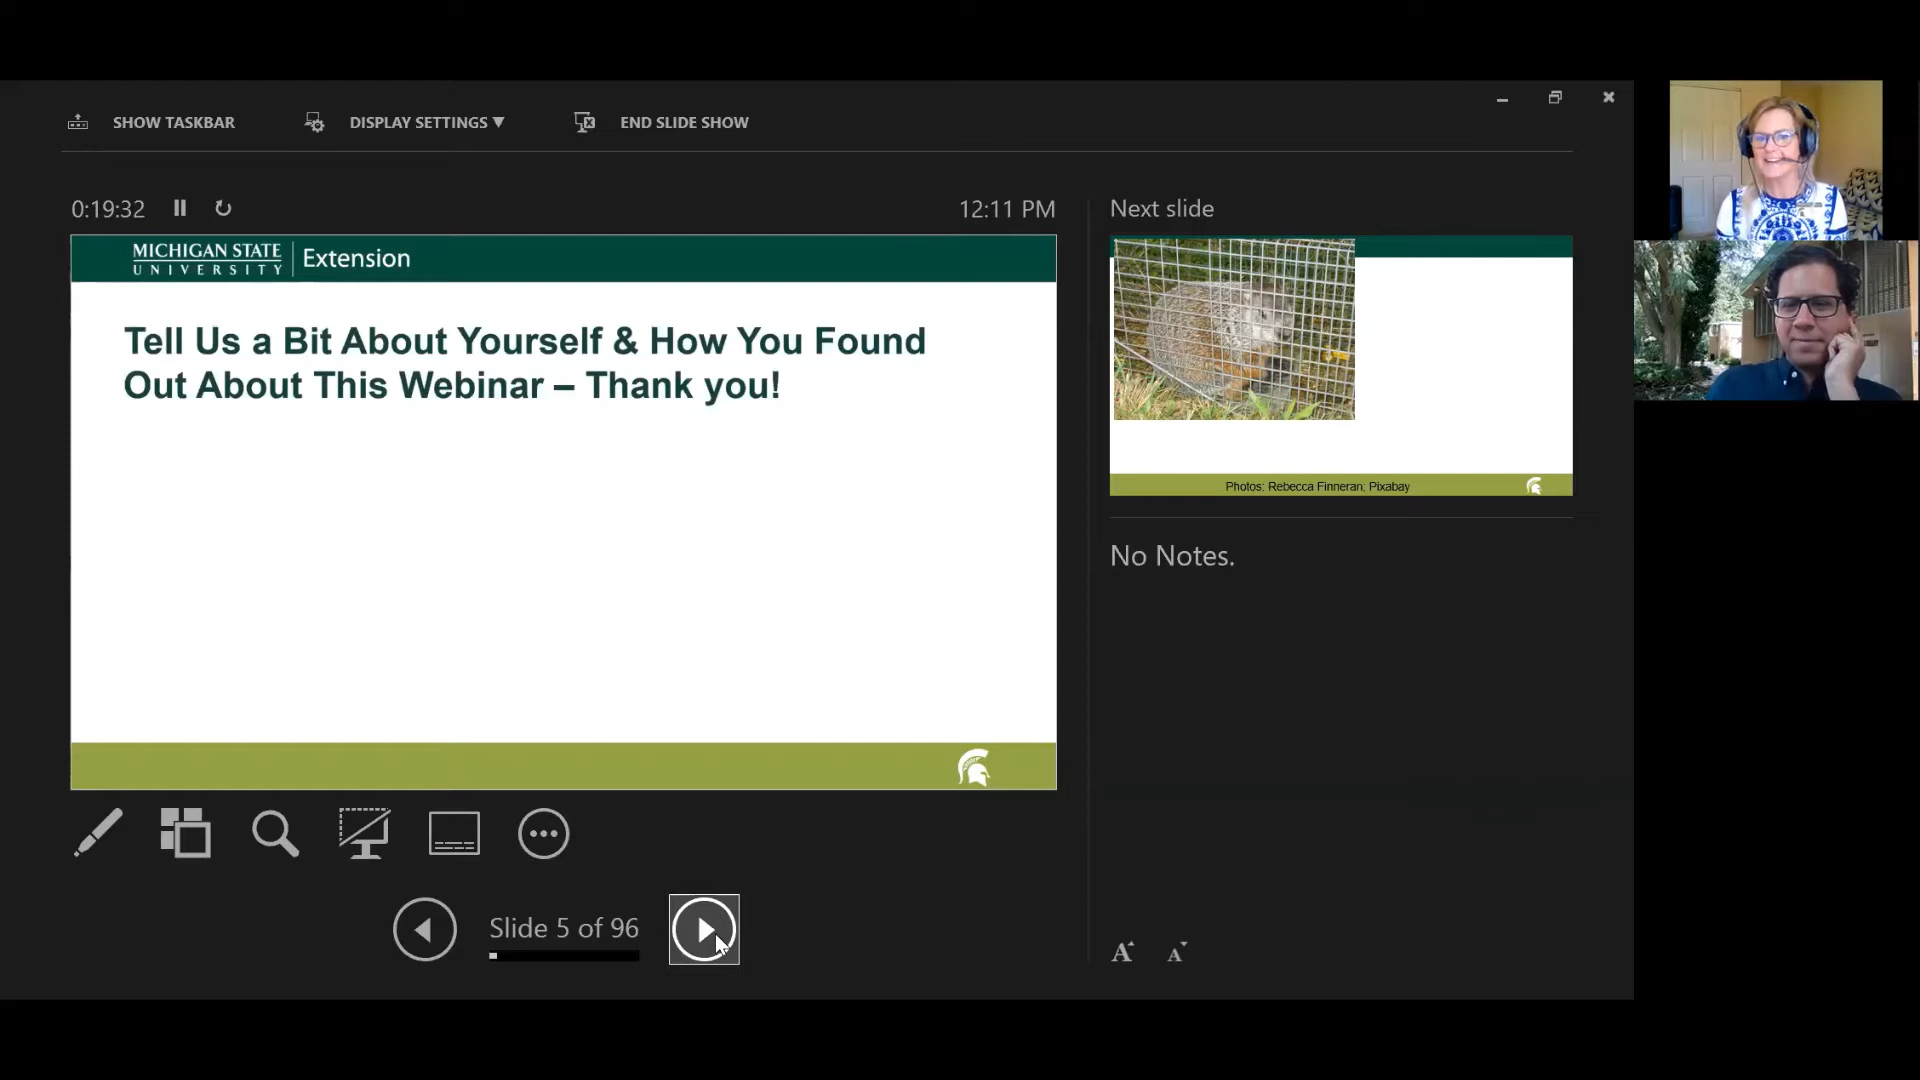 SHOW TASKBAR
DISPLAY SETTINGS ▼
END SLIDE SHOW
0:19:32
12:11 PM
Next slide
MICHIGAN STATE
UNIVERSITY
Extension
Tell Us a Bit About Yourself & How You Found
Out About This Webinar – Thank you!
Photos: Rebecca Finneran; Pixabay
No Notes.
Slide 5 of 96
A
A